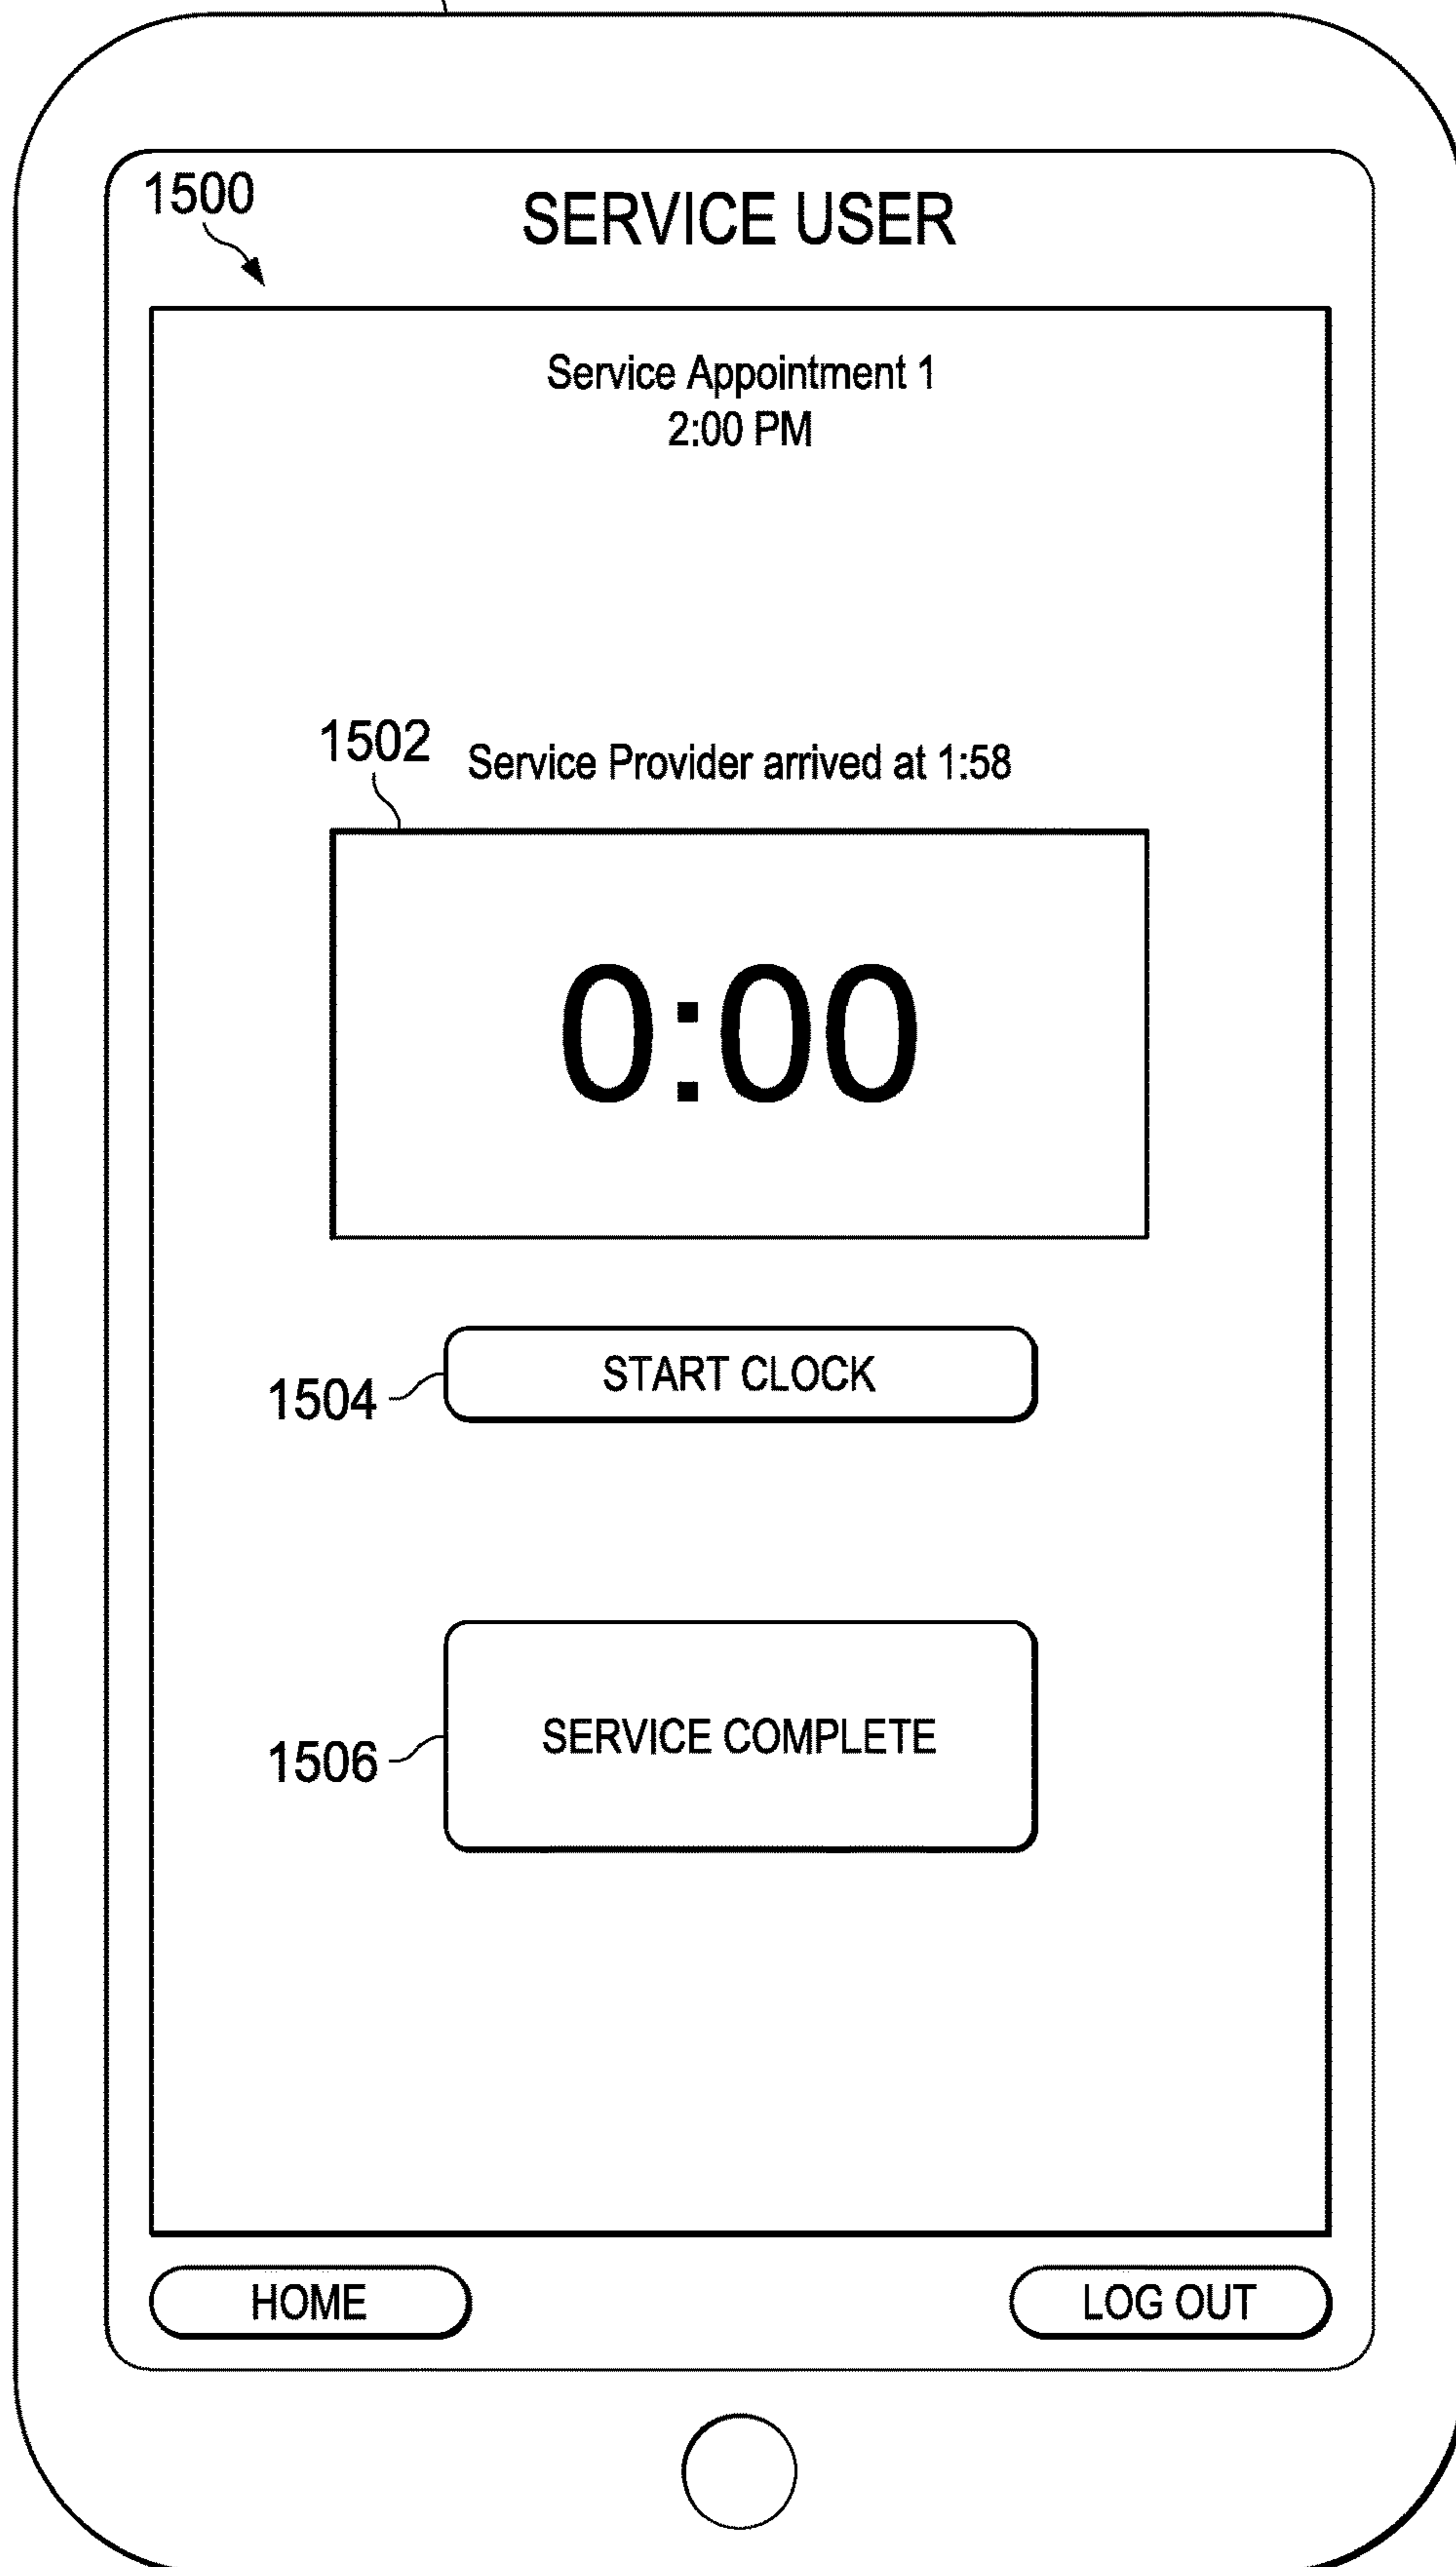 1500
SERVICE USER
Service Appointment 1
2:00 PM
1502
Service Provider arrived at 1:58
0:00
START CLOCK
1504
SERVICE COMPLETE
1506
HOME
LOG OUT